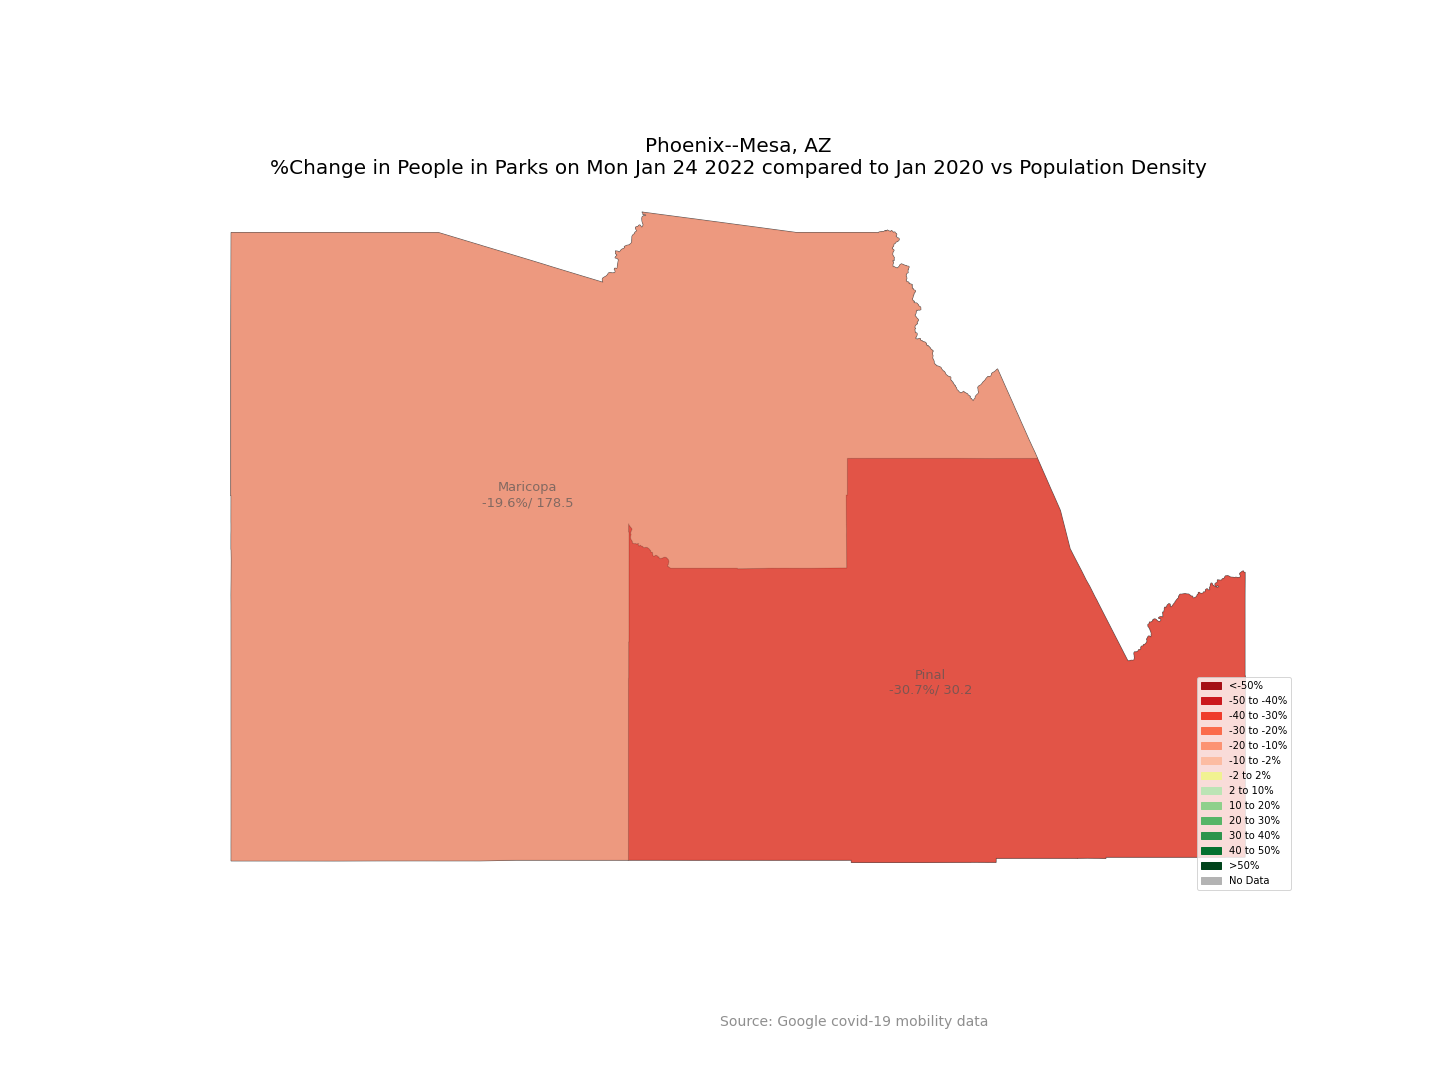 Phoenix--Mesa, AZ
%Change in People in Parks on Mon Jan 24 2022 compared to Jan 2020 vs Population Density
Maricopa
-19.6%/ 178.5
Pinal
-30.7%/ 30.2
<-50%
-50 to -40%
-40 to -30%
-30 to -20%
-20 to -10%
-10 to -2%
-2 to 2%
2 to 10%
10 to 20%
20 to 30%
30 to 40%
40 to 50%
>50%
No Data
Source: Google covid-19 mobility data